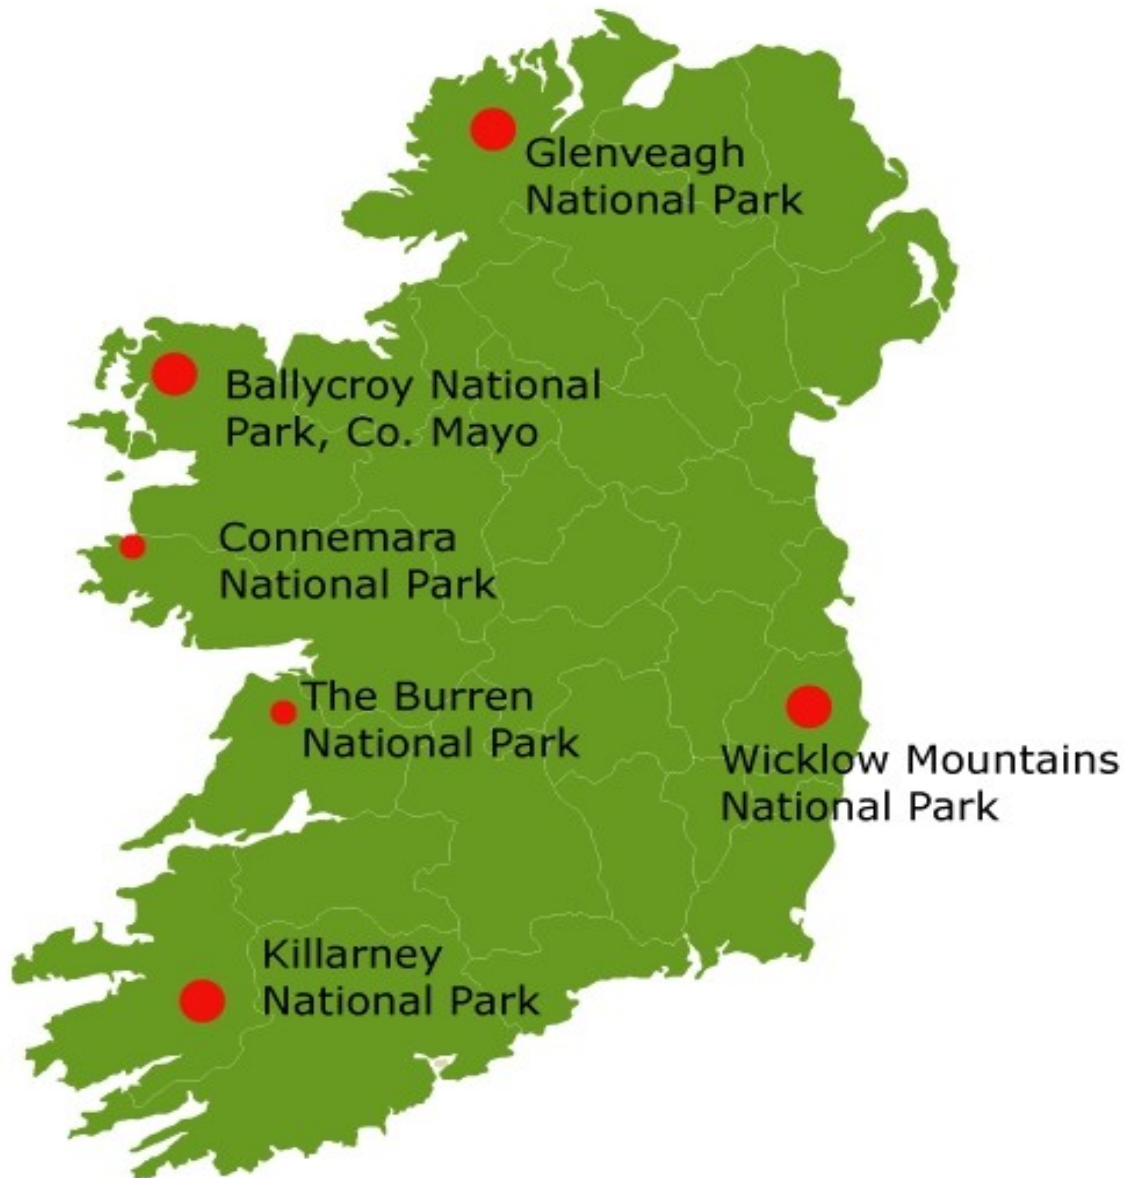 Glenveagh
National Park
Ballycroy National
Park, Co. Mayo
Connemara
National Park
The Burren
National Park
Wicklow Mountains
National Park
Killarney
National Park